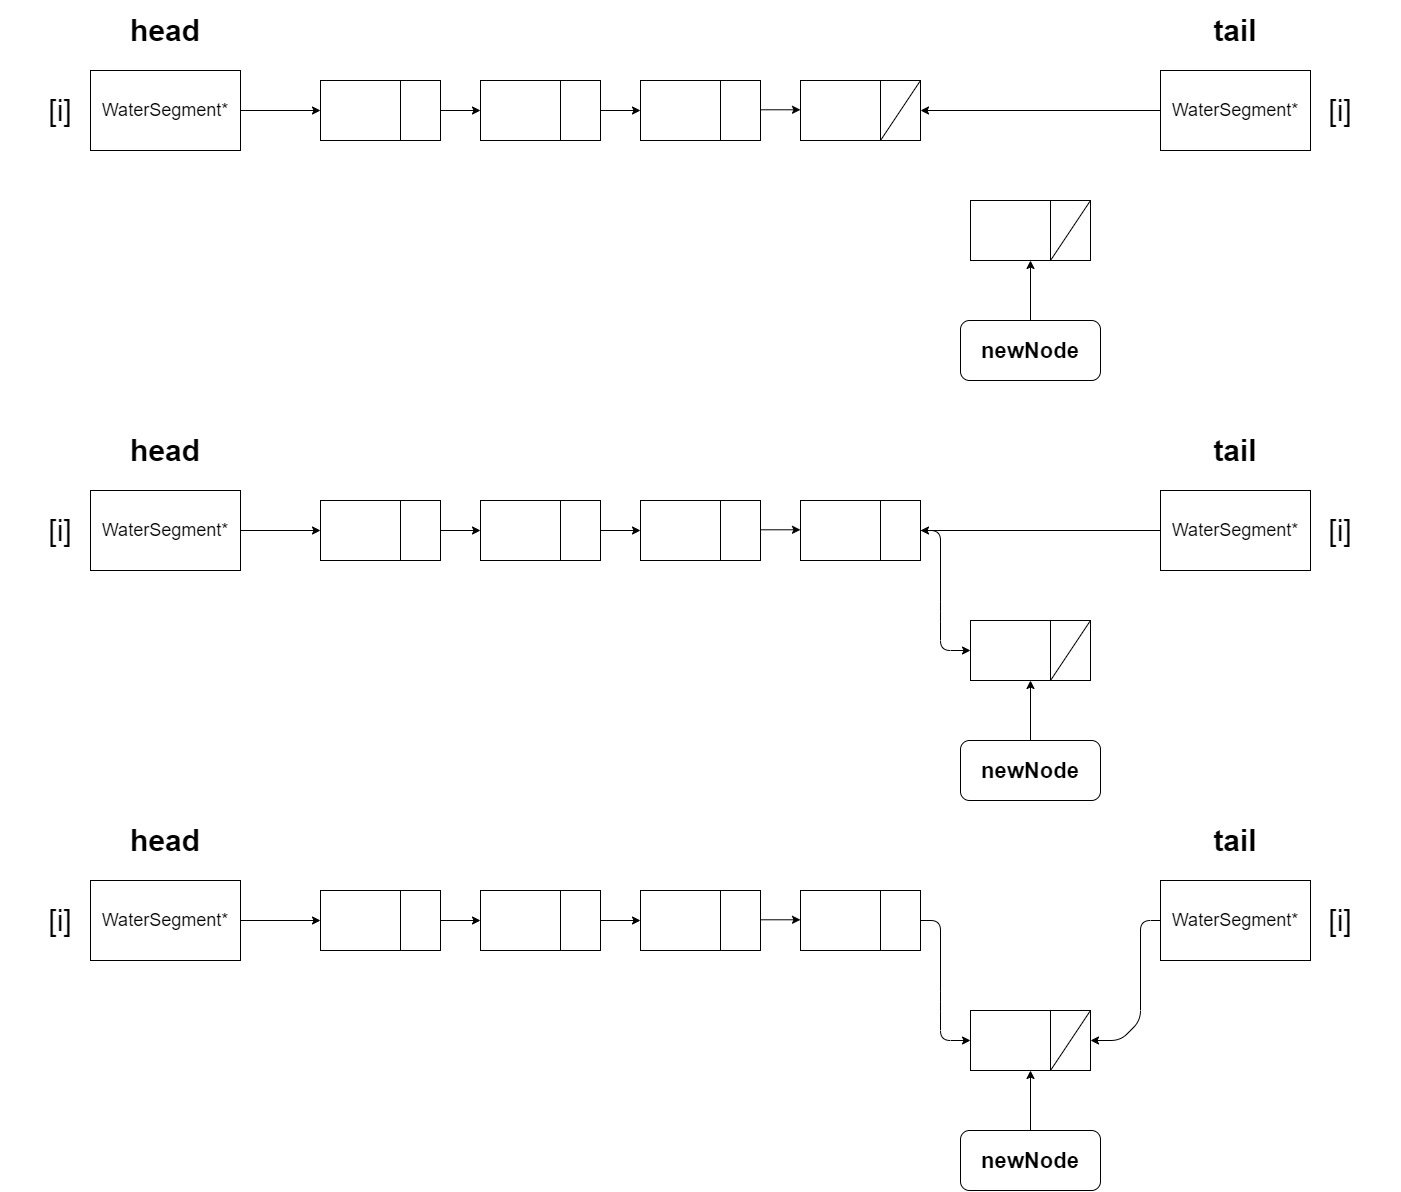 head
tail
[i]
WaterSegment*
WaterSegment*
[i]
newNode
head
tail
[i]
WaterSegment*
WaterSegment*
[i]
newNode
head
tail
[i]
WaterSegment*
WaterSegment*
[i]
newNode